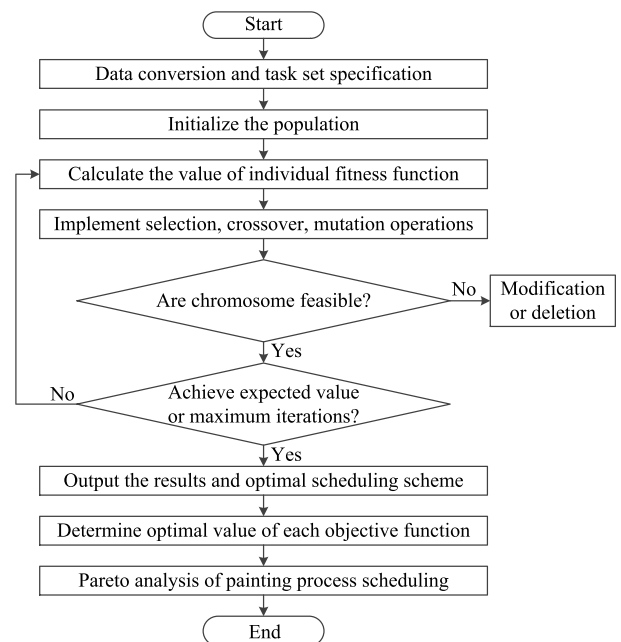 Start
Data conversion and task set specification
Initialize the population
Calculate the value of individual fitness function
Implement selection, crossover, mutation operations
Are chromosome feasible?
No
Modification
or deletion
Yes
Achieve expected value
or maximum iterations?
No
Yes
Output the results and optimal scheduling scheme
Determine optimal value of each objective function
Pareto analysis of painting process scheduling
End